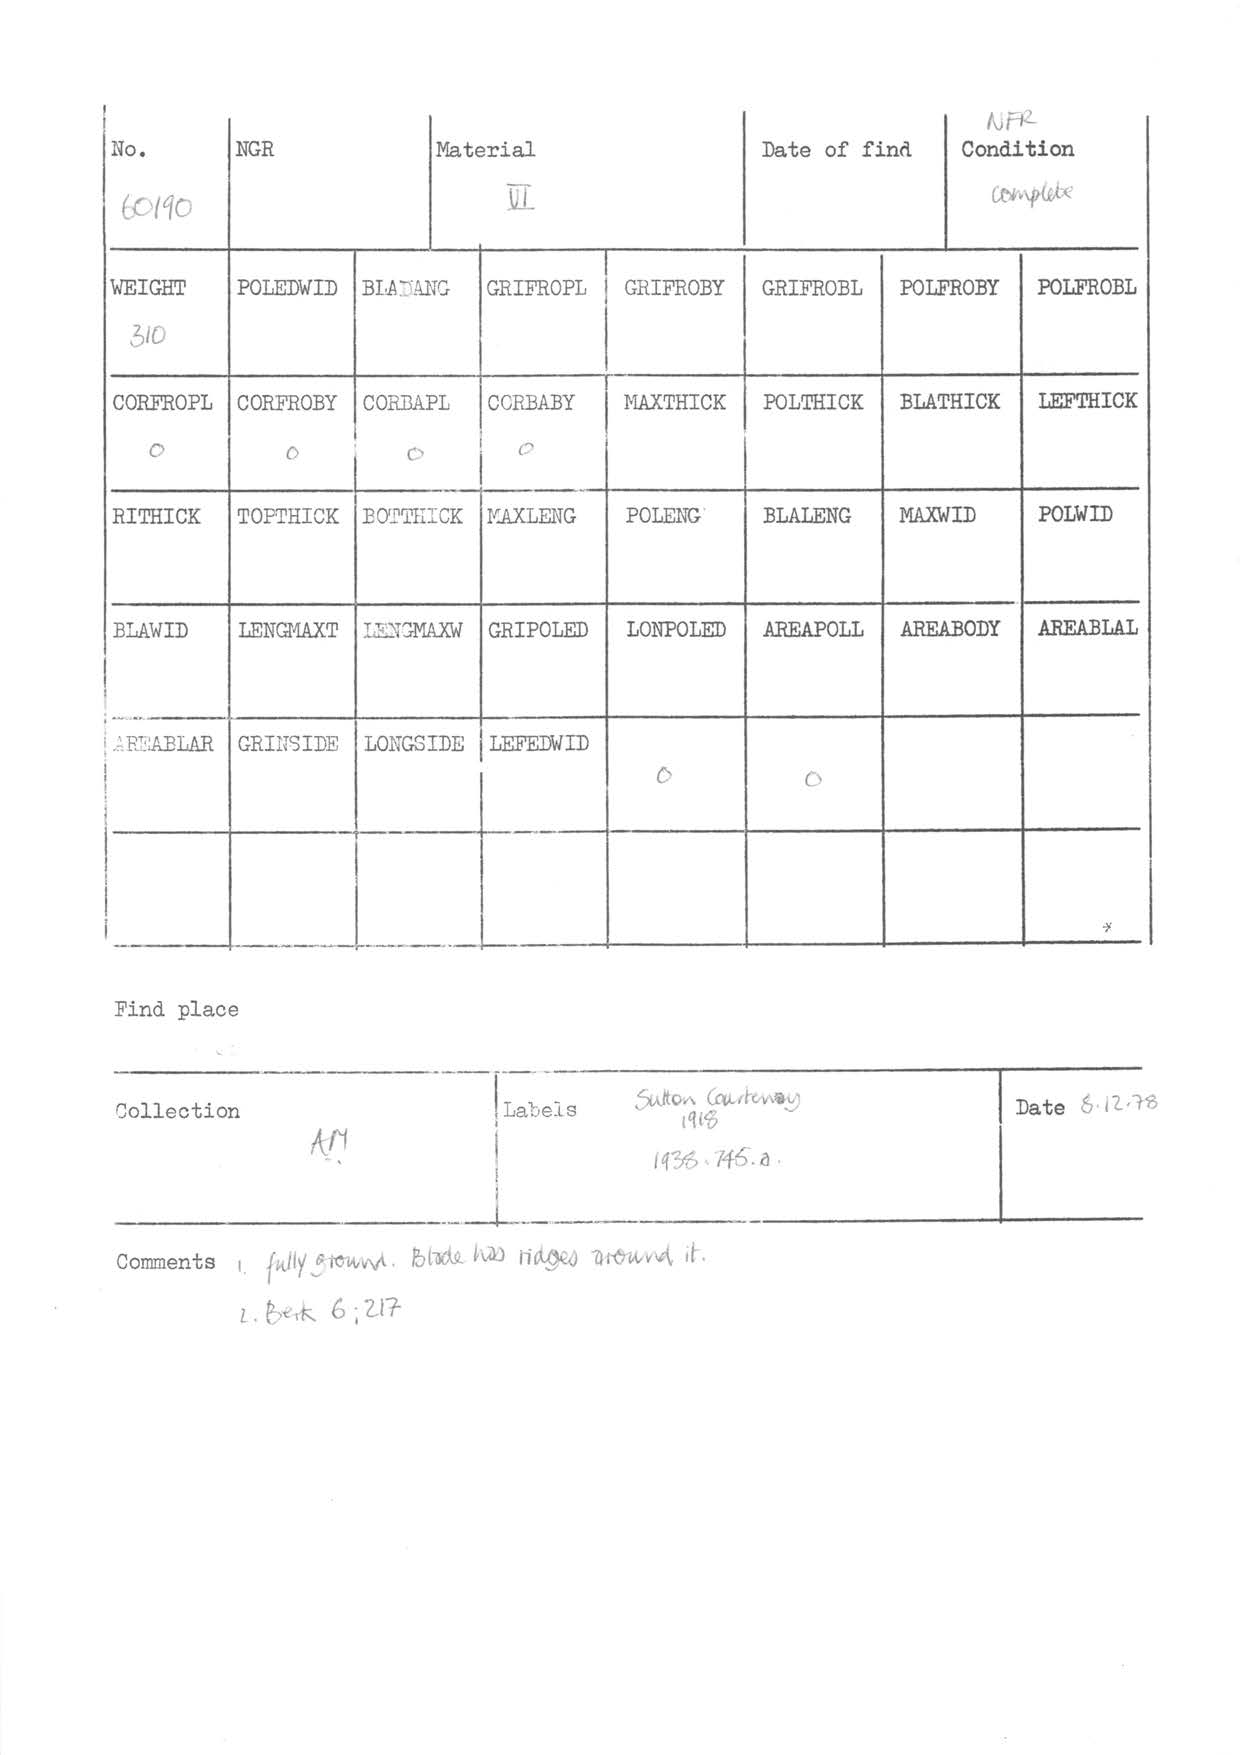 NFR
No. NGR Material Date of find Condition
60/90 VI complete
WEIGHT POLEDWID BLADANG GRIFROPL GRIFROBY GRIFROBL POLFROBY POLFROBL
310
CORFROPL CORFROBY CORBAPL CORBABY MAXTHICK POLTHICK BLATHICK LEFTHICK
0 0 0 0
RITHICK TOPTHICK BOTTHICK MAXLENG POLENG BLALENG MAXWID POLWID
BLAWID LENGMAXT LENGMAXW GRIPOLED LONPOLED AREAPOLL AREABODY AREABLAL
AREABLAR GRINSIDE LONGSIDE LEFEDWID
0 0
*
Find place
Collection Labels Sutton Courtenay Date 8.12.78
1918
AM 1938.745.a.
Comments 1. fully ground. Blade has ridges around it.
2. Berk 6;217